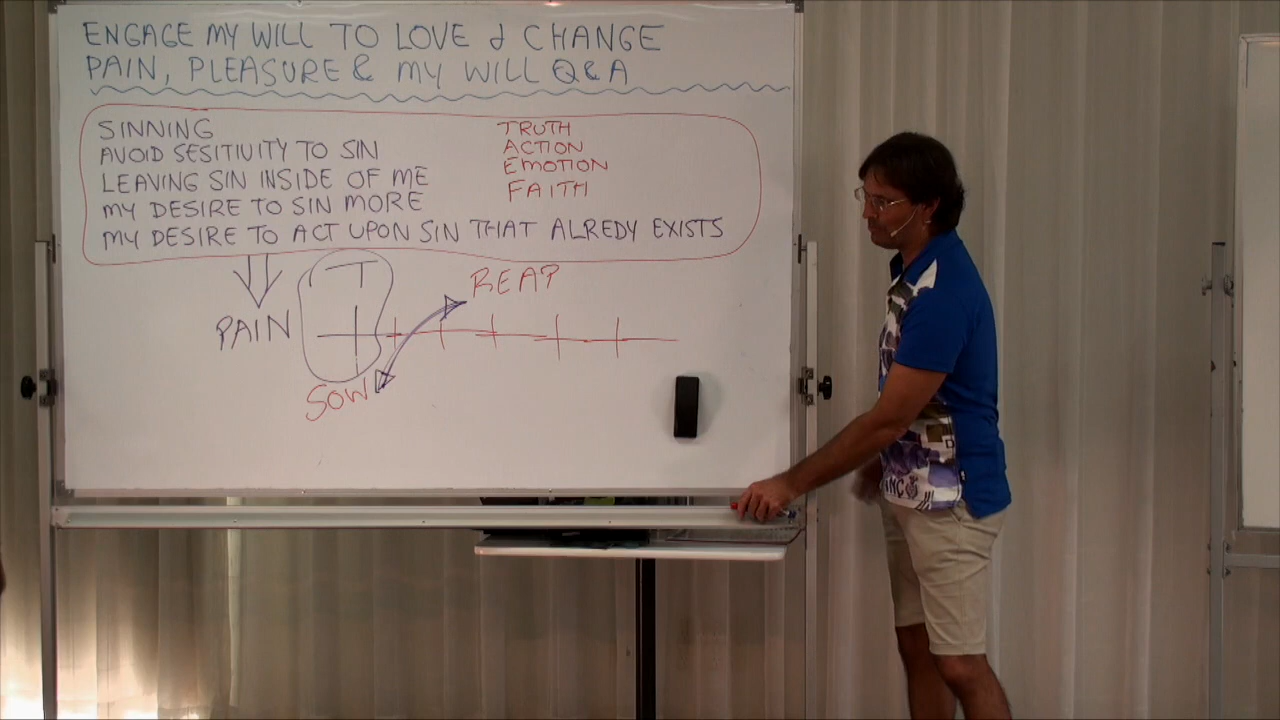 ENGAGE MY WILL TO LOVE & CHANGE
PAIN, PLEASURE & MY WILL Q&A
SINNING
AVOID SESITIVITY TO SIN
LEAVING SIN INSIDE OF ME
MY DESIRE TO SIN MORE
MY DESIRE TO ACT UPON SIN THAT ALREDY EXISTS
TRUTH
ACTION
EMOTION
FAITH
PAIN
T
REAP
SOW